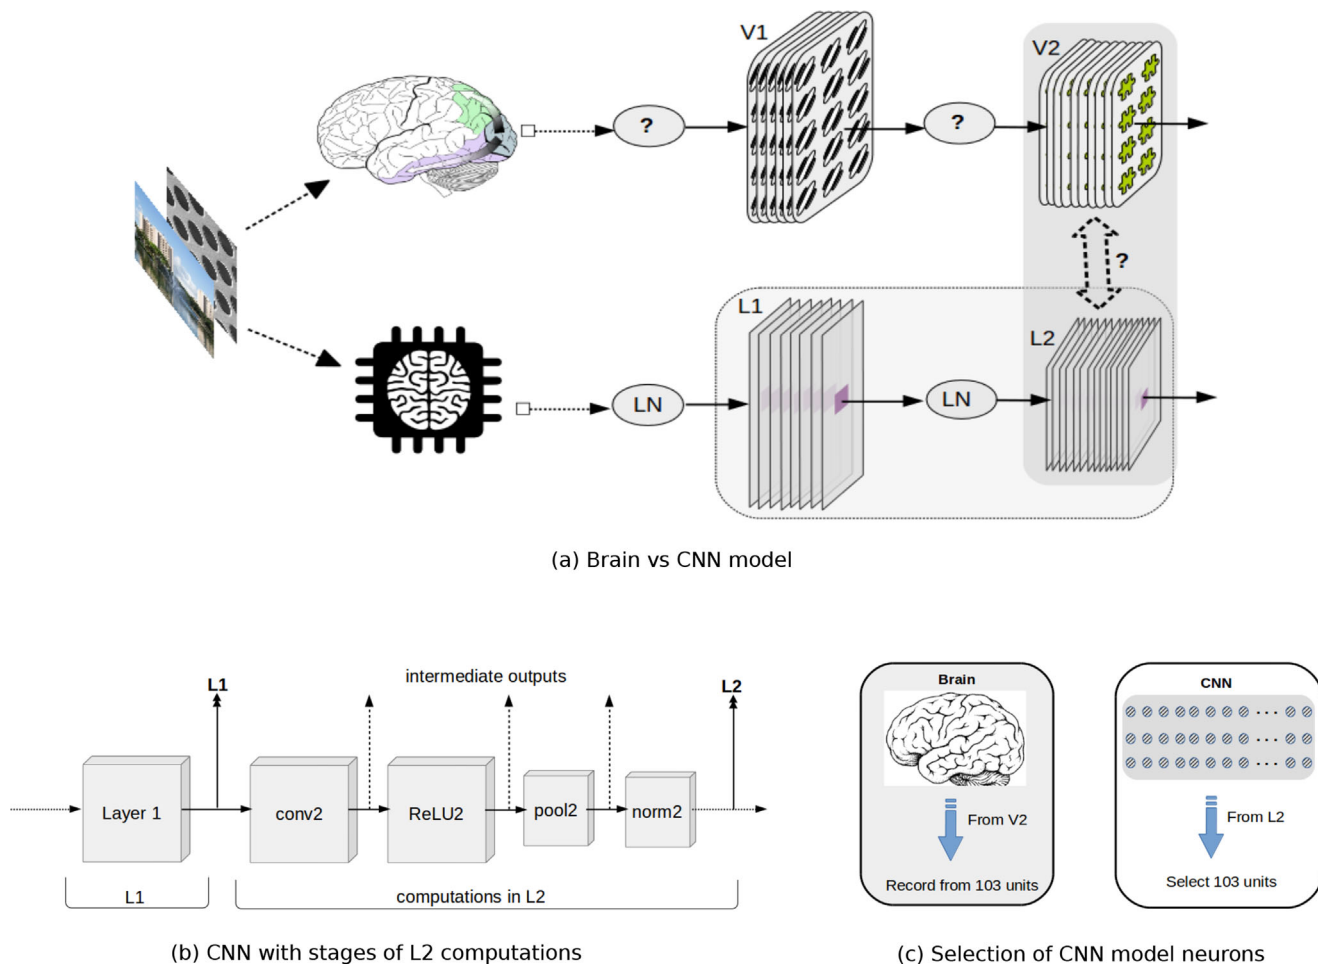 V1
V2
?
?
?
L1
L2
LN
LN
(a) Brain vs CNN model
intermediate outputs
L1
L2
Layer 1
conv2
ReLU2
pool2
norm2
L1
computations in L2
(b) CNN with stages of L2 computations
Brain
From V2
Record from 103 units
CNN
From L2
Select 103 units
(c) Selection of CNN model neurons